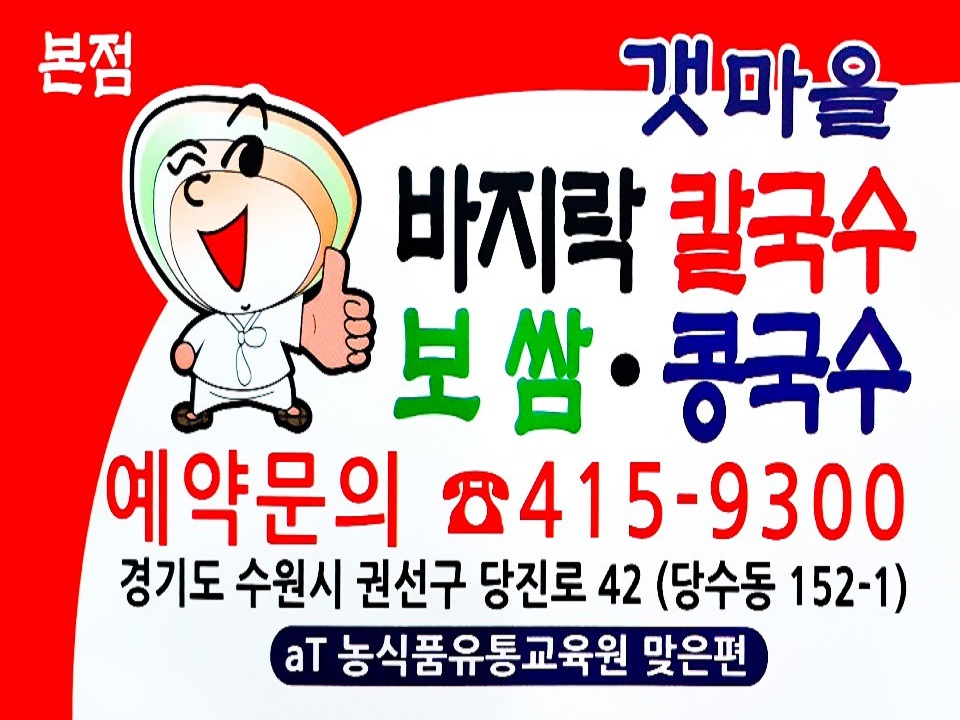 본점
갯마을
바지락 칼국수
보쌈·콩국수
예약문의 ☎415-9300
경기도 수원시 권선구 당진로 42 (당수동 152-1)
aT 농식품유통교육원 맞은편